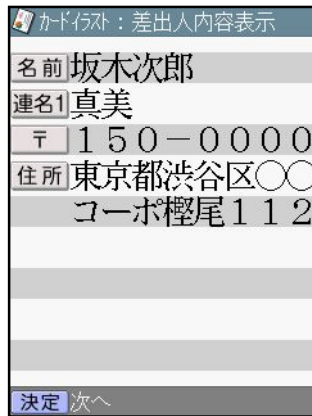 カードイラスト：差出人内容表示
名前 坂木次郎
連名1 真美
〒 １５０－００００
住所 東京都渋谷区○○
コーポ樫尾１１２
決定 次へ